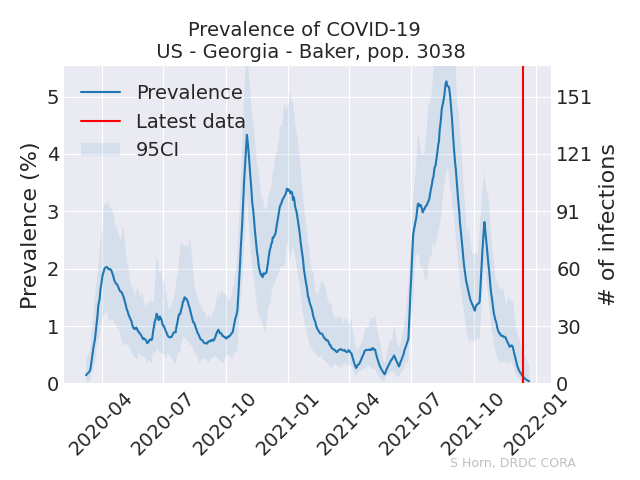 Prevalence of COVID-19
US - Georgia - Baker, pop. 3038
Prevalence
Latest data
95CI
Prevalence (%)
5
4
3
2
1
0
151
121
91
60
30
0
# of infections
2020-04
2020-07
2020-10
2021-01
2021-04
2021-07
2021-10
2022-01
S Horn, DRDC CORA